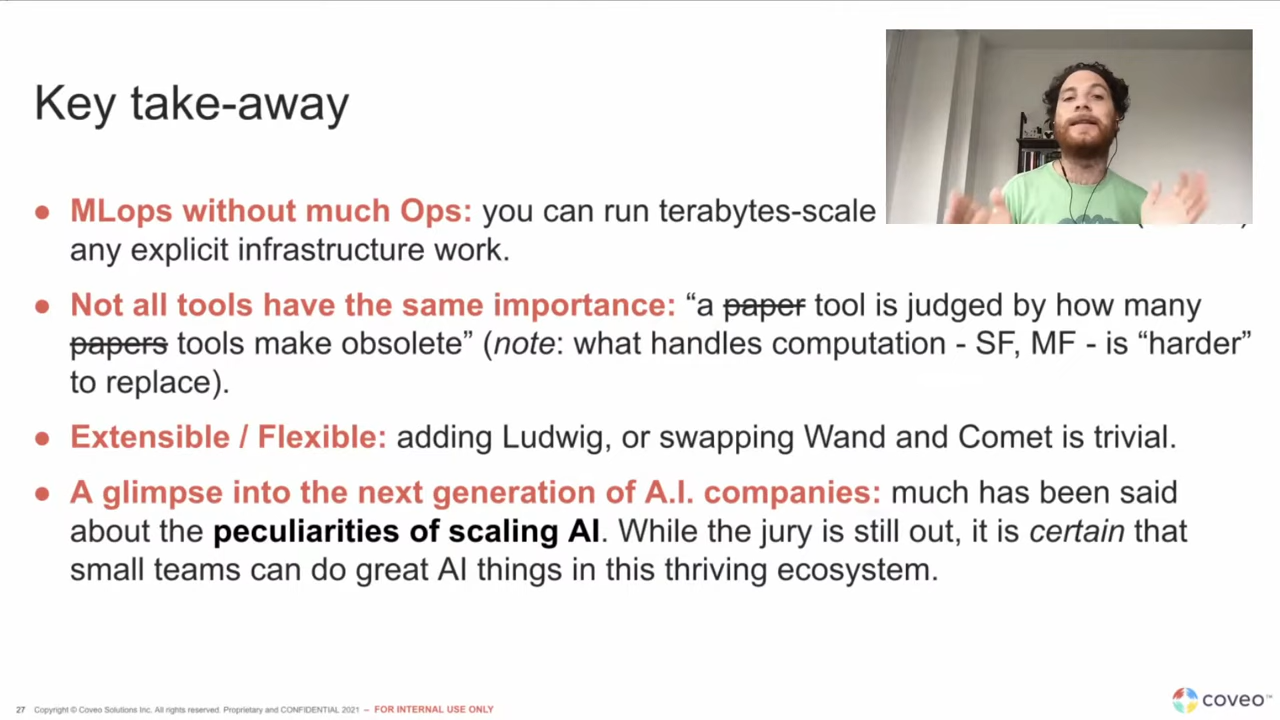 Key take-away
● MLops without much Ops: you can run terabytes-scale
any explicit infrastructure work.
● Not all tools have the same importance: “a paper tool is judged by how many
papers tools make obsolete” (note: what handles computation - SF, MF - is “harder”
to replace).
● Extensible / Flexible: adding Ludwig, or swapping Wand and Comet is trivial.
● A glimpse into the next generation of A.I. companies: much has been said
about the peculiarities of scaling AI. While the jury is still out, it is certain that
small teams can do great AI things in this thriving ecosystem.
27 Copyright © Coveo Solutions Inc. All rights reserved. Proprietary and CONFIDENTIAL 2021 – FOR INTERNAL USE ONLY
coveo™